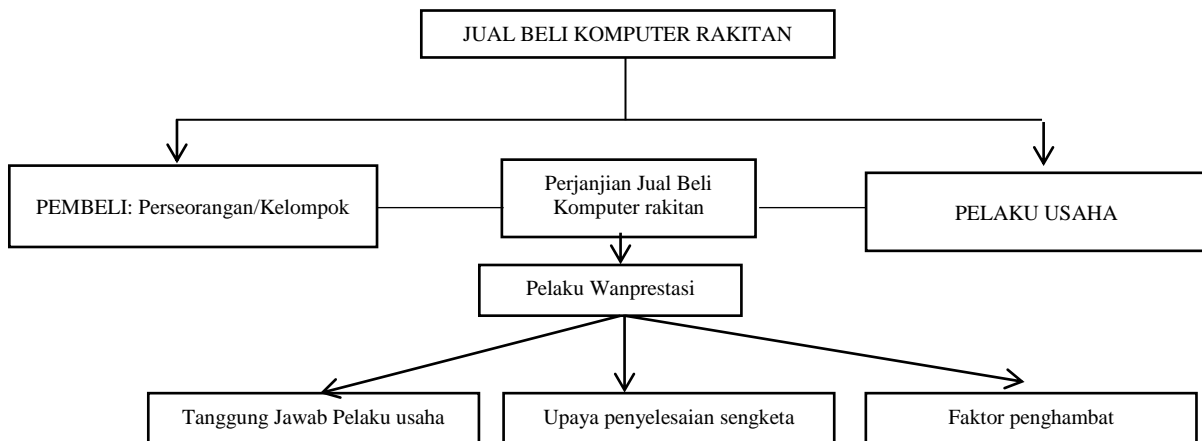 JUAL BELI KOMPUTER RAKITAN
PEMBELI: Perseorangan/Kelompok
Perjanjian Jual Beli
Komputer rakitan
PELAKU USAHA
Pelaku Wanprestasi
Tanggung Jawab Pelaku usaha
Upaya penyelesaian sengketa
Faktor penghambat